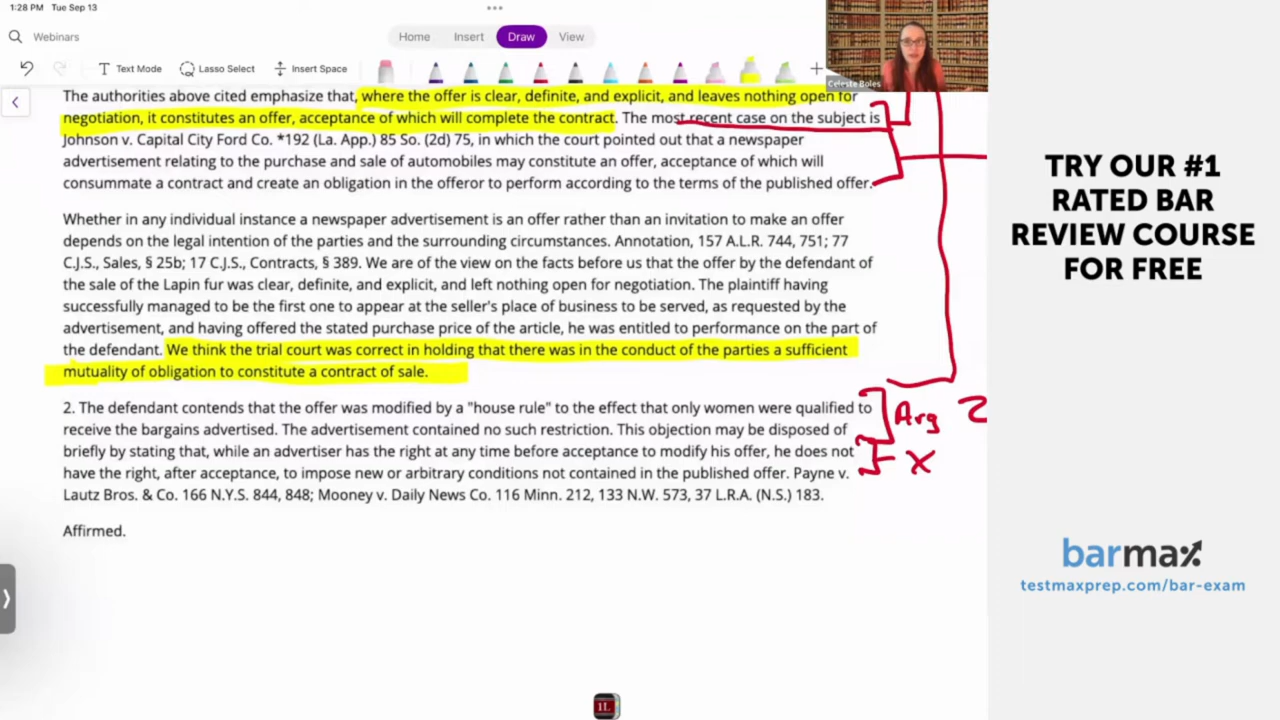 1:28 PM Tue Sep 13
Webinars
Home Insert Draw View
Text Mode Lasso Select Insert Space
Celeste Boles
The authorities above cited emphasize that, where the offer is clear, definite, and explicit, and leaves nothing open for
negotiation, it constitutes an offer, acceptance of which will complete the contract. The most recent case on the subject is
Johnson v. Capital City Ford Co. *192 (La. App.) 85 So. (2d) 75, in which the court pointed out that a newspaper
advertisement relating to the purchase and sale of automobiles may constitute an offer, acceptance of which will
consummate a contract and create an obligation in the offeror to perform according to the terms of the published offer.
Whether in any individual instance a newspaper advertisement is an offer rather than an invitation to make an offer
depends on the legal intention of the parties and the surrounding circumstances. Annotation, 157 A.L.R. 744, 751; 77
C.J.S., Sales, § 25b; 17 C.J.S., Contracts, § 389. We are of the view on the facts before us that the offer by the defendant of
the sale of the Lapin fur was clear, definite, and explicit, and left nothing open for negotiation. The plaintiff having
successfully managed to be the first one to appear at the seller's place of business to be served, as requested by the
advertisement, and having offered the stated purchase price of the article, he was entitled to performance on the part of
the defendant. We think the trial court was correct in holding that there was in the conduct of the parties a sufficient
mutuality of obligation to constitute a contract of sale.
2. The defendant contends that the offer was modified by a "house rule" to the effect that only women were qualified to
receive the bargains advertised. The advertisement contained no such restriction. This objection may be disposed of
briefly by stating that, while an advertiser has the right at any time before acceptance to modify his offer, he does not
have the right, after acceptance, to impose new or arbitrary conditions not contained in the published offer. Payne v.
Lautz Bros. & Co. 166 N.Y.S. 844, 848; Mooney v. Daily News Co. 116 Minn. 212, 133 N.W. 573, 37 L.R.A. (N.S.) 183.
Affirmed.
Arg 2
X
1L
TRY OUR #1
RATED BAR
REVIEW COURSE
FOR FREE
barmax
testmaxprep.com/bar-exam